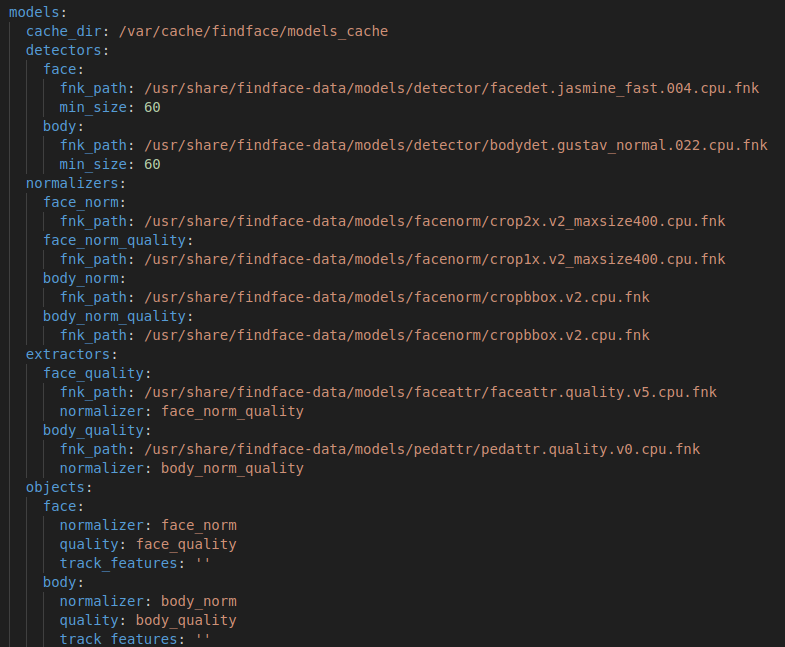 models:
  cache_dir: /var/cache/findface/models_cache
  detectors:
    face:
      fnk_path: /usr/share/findface-data/models/detector/facedet.jasmine_fast.004.cpu.fnk
      min_size: 60
    body:
      fnk_path: /usr/share/findface-data/models/detector/bodydet.gustav_normal.022.cpu.fnk
      min_size: 60
  normalizers:
    face_norm:
      fnk_path: /usr/share/findface-data/models/facenorm/crop2x.v2_maxsize400.cpu.fnk
    face_norm_quality:
      fnk_path: /usr/share/findface-data/models/facenorm/crop1x.v2_maxsize400.cpu.fnk
    body_norm:
      fnk_path: /usr/share/findface-data/models/facenorm/cropbbox.v2.cpu.fnk
    body_norm_quality:
      fnk_path: /usr/share/findface-data/models/facenorm/cropbbox.v2.cpu.fnk
  extractors:
    face_quality:
      fnk_path: /usr/share/findface-data/models/faceattr/faceattr.quality.v5.cpu.fnk
      normalizer: face_norm_quality
    body_quality:
      fnk_path: /usr/share/findface-data/models/pedattr/pedattr.quality.v0.cpu.fnk
      normalizer: body_norm_quality
  objects:
    face:
      normalizer: face_norm
      quality: face_quality
      track_features: ''
    body:
      normalizer: body_norm
      quality: body_quality
      track_features: ''